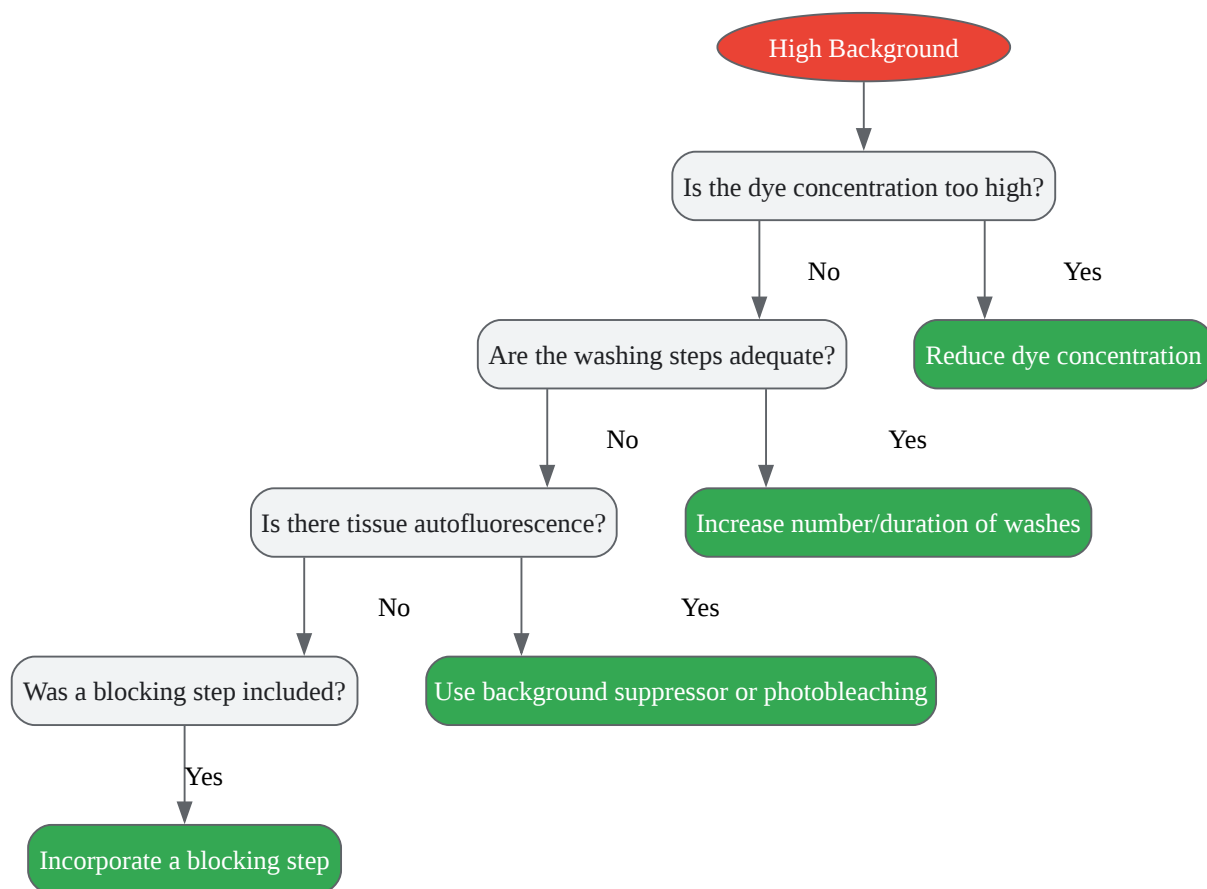 High Background
Is the dye concentration too high?
No
Yes
Are the washing steps adequate?
Reduce dye concentration
No
Yes
Is there tissue autofluorescence?
Increase number/duration of washes
No
Yes
Was a blocking step included?
Use background suppressor or photobleaching
Yes
Incorporate a blocking step